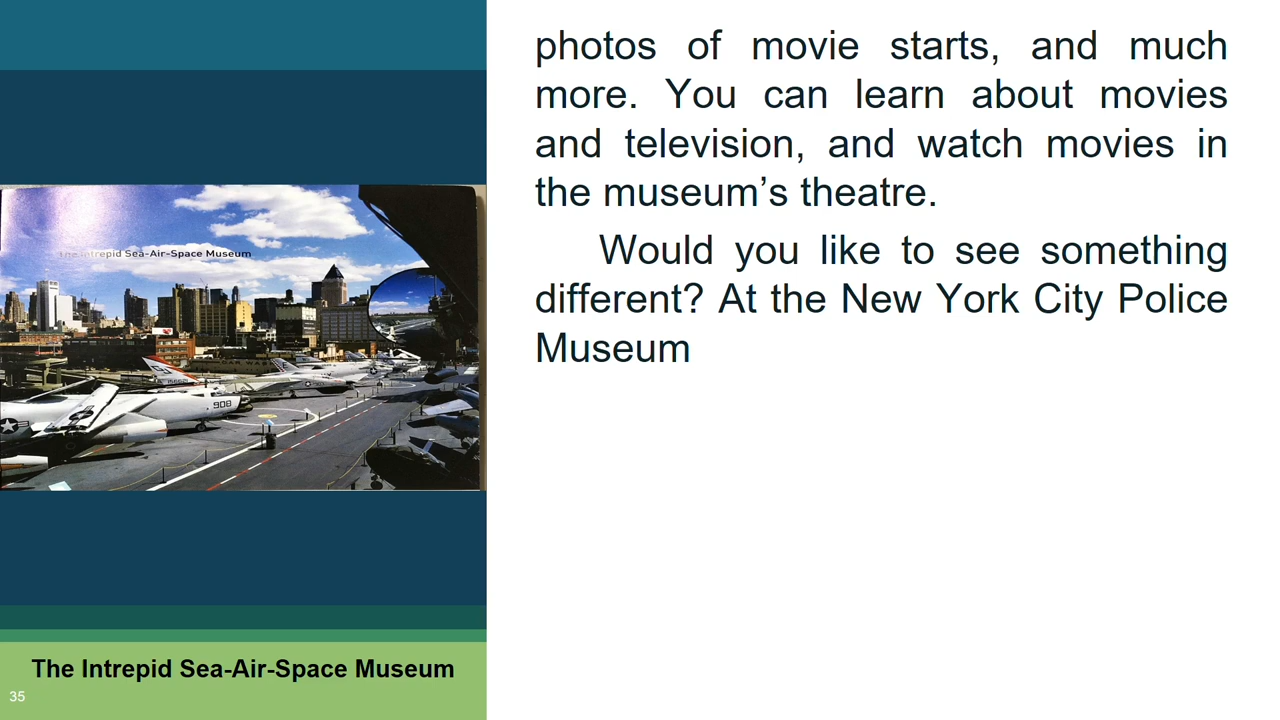 photos of movie starts, and much
more. You can learn about movies
and television, and watch movies in
the museum’s theatre.
Would you like to see something
different? At the New York City Police
Museum
The Intrepid Sea-Air-Space Museum
908
The Intrepid Sea-Air-Space Museum
35